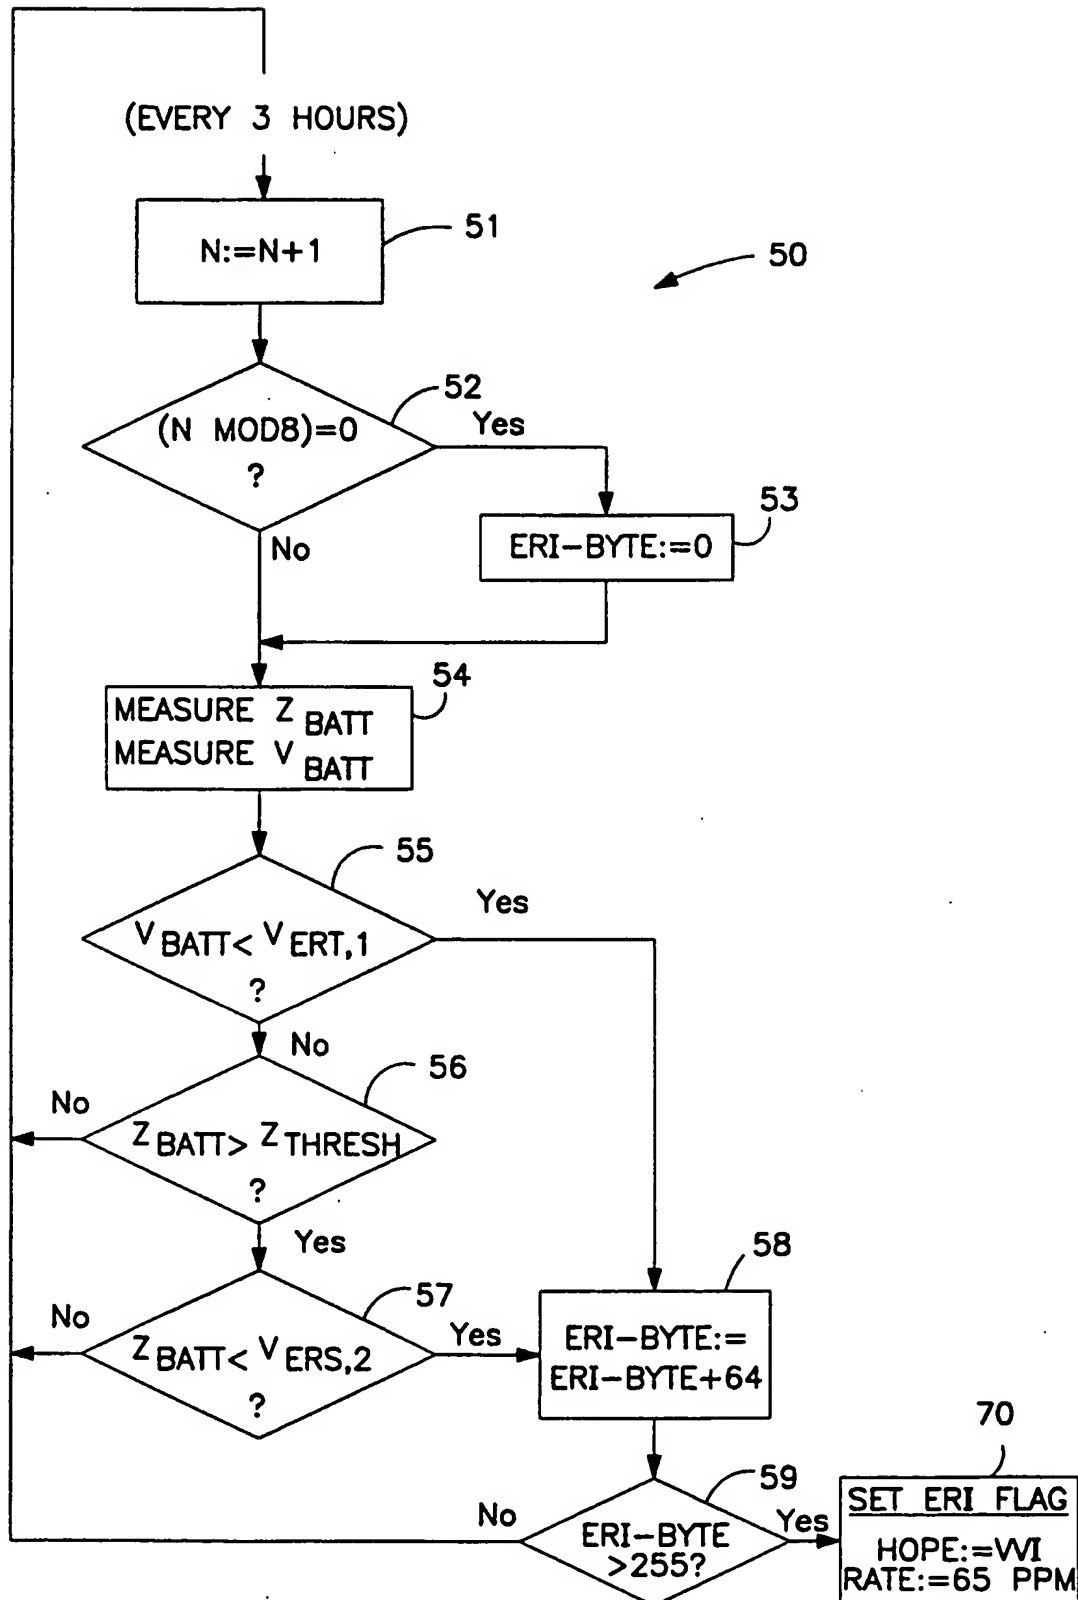 (EVERY 3 HOURS)
N:=N+1
51
50
(N MOD8)=0
?
52
Yes
No
ERI-BYTE:=0
53
MEASURE Z BATT
MEASURE V BATT
54
55
V BATT< V ERT,1
?
Yes
No
56
No
Z BATT> Z THRESH
?
Yes
57
No
Z BATT< V ERS,2
?
Yes
58
ERI-BYTE:=
ERI-BYTE+64
59
No
ERI-BYTE
>255?
Yes
70
SET ERI FLAG
HOPE:=VVI
RATE:=65 PPM